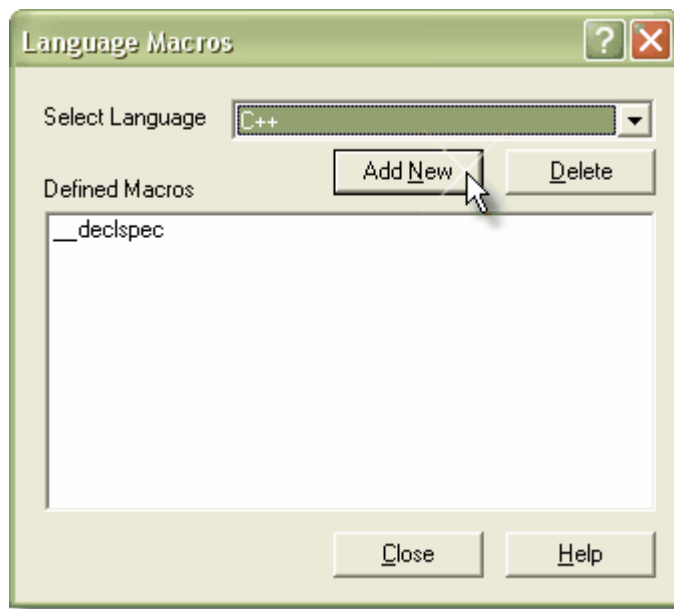 Language Macros
Select Language C++
Add New Delete
Defined Macros
__declspec
Close Help